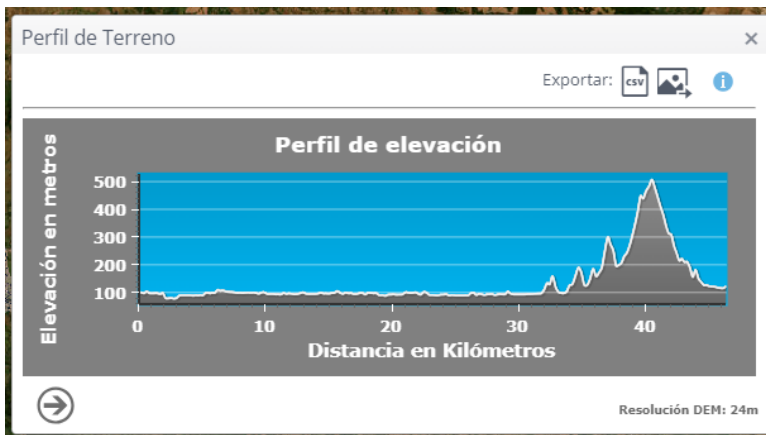 Perfil de Terreno
×
Exportar: csv
i
Perfil de elevación
Elevación en metros
500
400
300
200
100
0 10 20 30 40
Distancia en Kilómetros
Resolución DEM: 24m